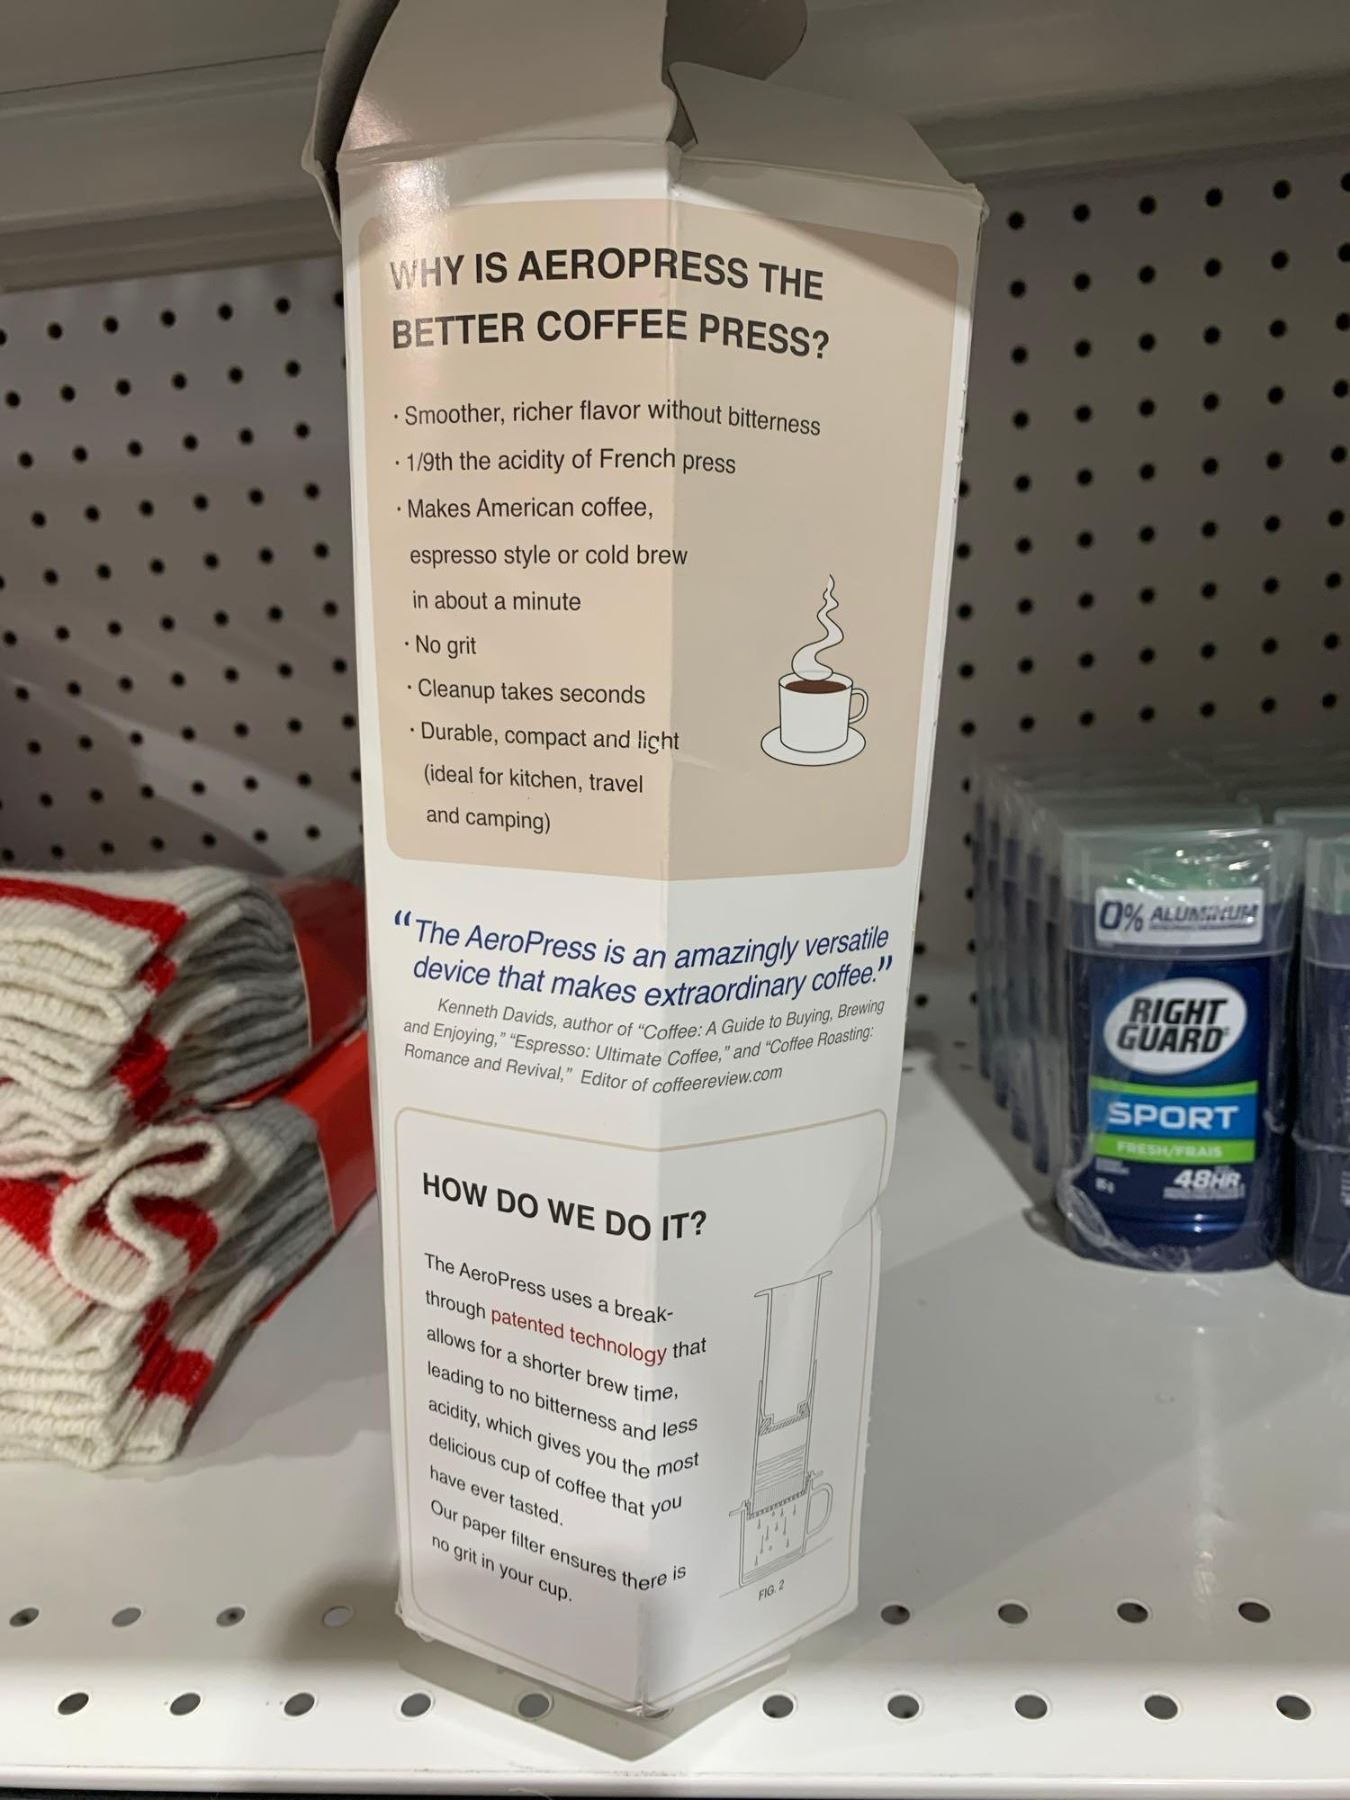 WHY IS AEROPRESS THE
BETTER COFFEE PRESS?
· Smoother, richer flavor without bitterness
· 1/9th the acidity of French press
· Makes American coffee,
espresso style or cold brew
in about a minute
· No grit
· Cleanup takes seconds
· Durable, compact and light
(ideal for kitchen, travel
and camping)
“The AeroPress is an amazingly versatile
device that makes extraordinary coffee.”
Kenneth Davids, author of “Coffee: A Guide to Buying, Brewing
and Enjoying,” “Espresso: Ultimate Coffee,” and “Coffee Roasting:
Romance and Revival,” Editor of coffeereview.com
HOW DO WE DO IT?
The AeroPress uses a break-
through patented technology that
allows for a shorter brew time,
leading to no bitterness and less
acidity, which gives you the most
delicious cup of coffee that you
have ever tasted.
Our paper filter ensures there is
no grit in your cup.
FIG. 2
0% ALUMINUM
RIGHT
GUARD
SPORT
FRESH/FRAIS
48HR